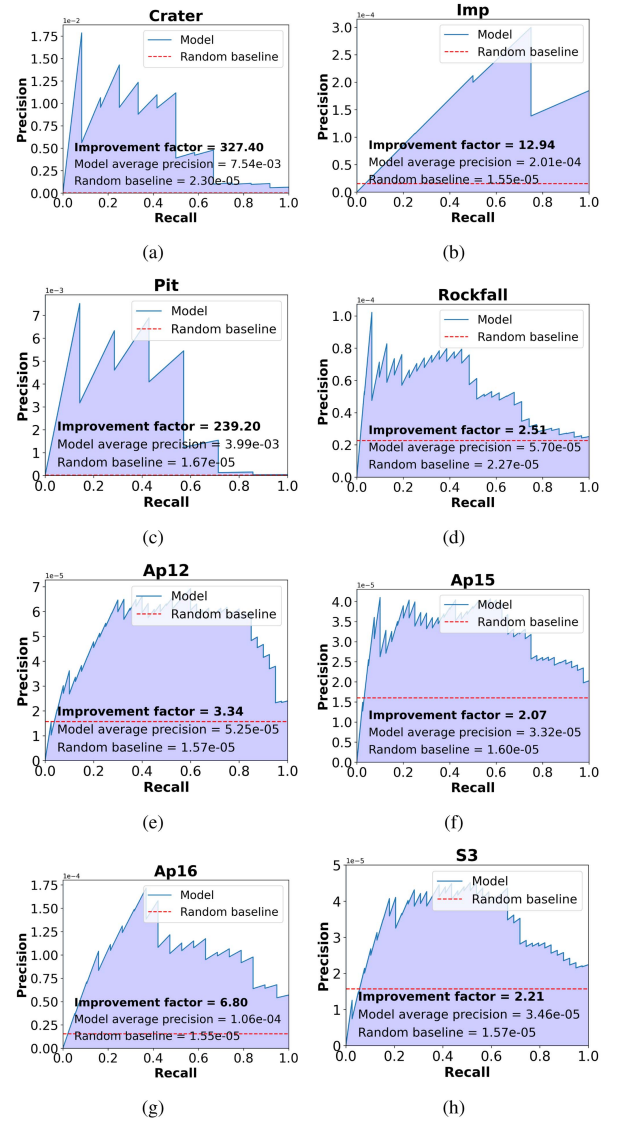 Crater
1e−2
Model
Random baseline
Precision
1.75
1.50
1.25
1.00
0.75
0.50
0.25
0.00
Improvement factor = 327.40
Model average precision = 7.54e-03
Random baseline = 2.30e-05
0.0 0.2 0.4 0.6 0.8 1.0
Recall
(a)
Imp
1e−4
Model
Random baseline
Precision
3.0
2.5
2.0
1.5
1.0
0.5
0.0
Improvement factor = 12.94
Model average precision = 2.01e-04
Random baseline = 1.55e-05
0.0 0.2 0.4 0.6 0.8 1.0
Recall
(b)
Pit
1e−3
Model
Random baseline
Precision
7
6
5
4
3
2
1
0
Improvement factor = 239.20
Model average precision = 3.99e-03
Random baseline = 1.67e-05
0.0 0.2 0.4 0.6 0.8 1.0
Recall
(c)
Rockfall
1e−4
Model
Random baseline
Precision
1.0
0.8
0.6
0.4
0.2
0.0
Improvement factor = 2.51
Model average precision = 5.70e-05
Random baseline = 2.27e-05
0.0 0.2 0.4 0.6 0.8 1.0
Recall
(d)
Ap12
1e−5
Model
Random baseline
Precision
7
6
5
4
3
2
1
0
Improvement factor = 3.34
Model average precision = 5.25e-05
Random baseline = 1.57e-05
0.0 0.2 0.4 0.6 0.8 1.0
Recall
(e)
Ap15
1e−5
Model
Random baseline
Precision
4.0
3.5
3.0
2.5
2.0
1.5
1.0
0.5
0.0
Improvement factor = 2.07
Model average precision = 3.32e-05
Random baseline = 1.60e-05
0.0 0.2 0.4 0.6 0.8 1.0
Recall
(f)
Ap16
1e−4
Model
Random baseline
Precision
1.75
1.50
1.25
1.00
0.75
0.50
0.25
0.00
Improvement factor = 6.80
Model average precision = 1.06e-04
Random baseline = 1.55e-05
0.0 0.2 0.4 0.6 0.8 1.0
Recall
(g)
S3
1e−5
Model
Random baseline
Precision
5
4
3
2
1
0
Improvement factor = 2.21
Model average precision = 3.46e-05
Random baseline = 1.57e-05
0.0 0.2 0.4 0.6 0.8 1.0
Recall
(h)